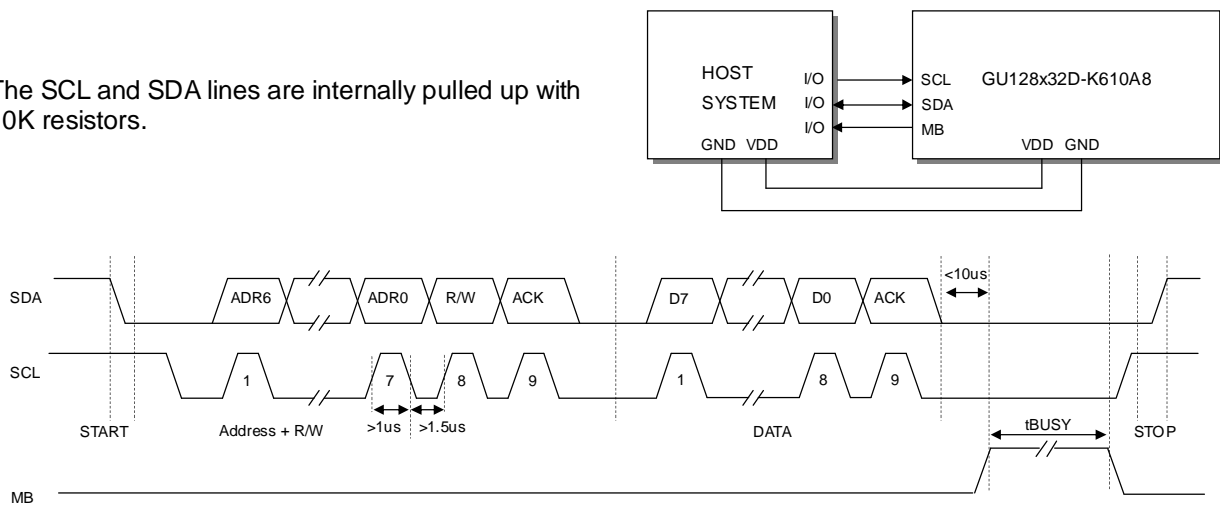 The SCL and SDA lines are internally pulled up with
0K resistors.
HOST
SYSTEM
I/O
I/O
I/O
GND VDD
SCL
SDA
MB
GU128x32D-K610A8
VDD GND
SDA
ADR6
ADR0
R/W
ACK
D7
D0
ACK
<10us
SCL
1
7
8
9
1
8
9
>1us
>1.5us
START
Address + R/W
DATA
tBUSY
STOP
MB